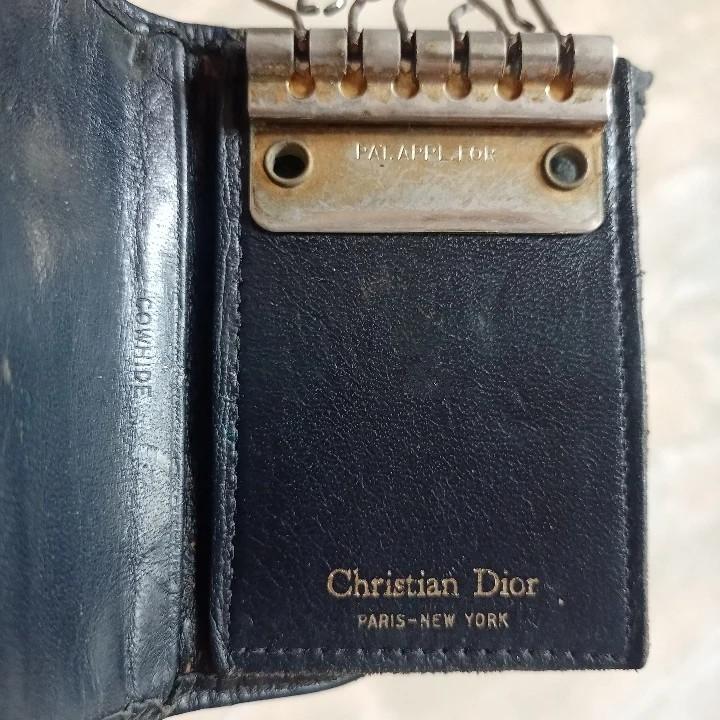 PAT. APPL. FOR
COWHIDE
Christian Dior
PARIS-NEW YORK